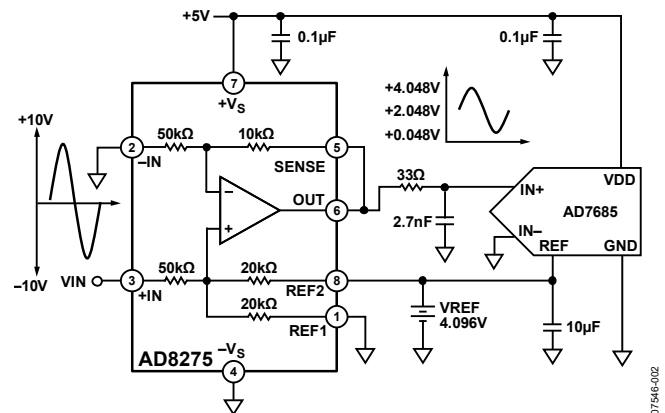 +5V
0.1µF
0.1µF
7
+VS
+4.048V
+2.048V
+0.048V
+10V
50kΩ
10kΩ
2
–IN
5
SENSE
33Ω
VDD
IN+
–
OUT
6
AD7685
2.7nF
IN–
+
REF
GND
50kΩ
20kΩ
–10V
VIN
3
+IN
8
REF2
20kΩ
VREF
4.096V
REF1
1
10µF
–VS
AD8275
4
07546-002